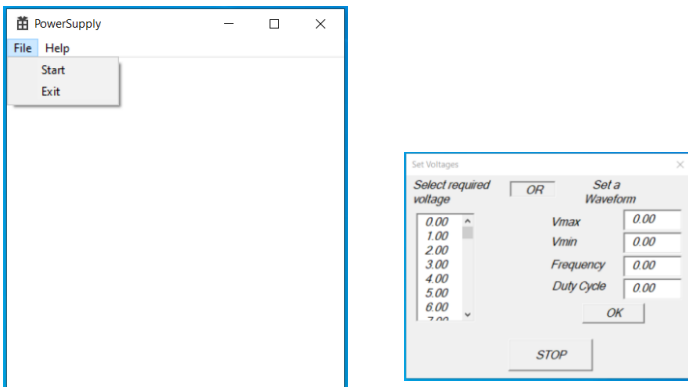 PowerSupply
File Help
Start
Exit
Set Voltages
Select required
voltage
OR
Set a
Waveform
0.00
1.00
2.00
3.00
4.00
5.00
6.00
7.00
Vmax 0.00
Vmin 0.00
Frequency 0.00
Duty Cycle 0.00
OK
STOP